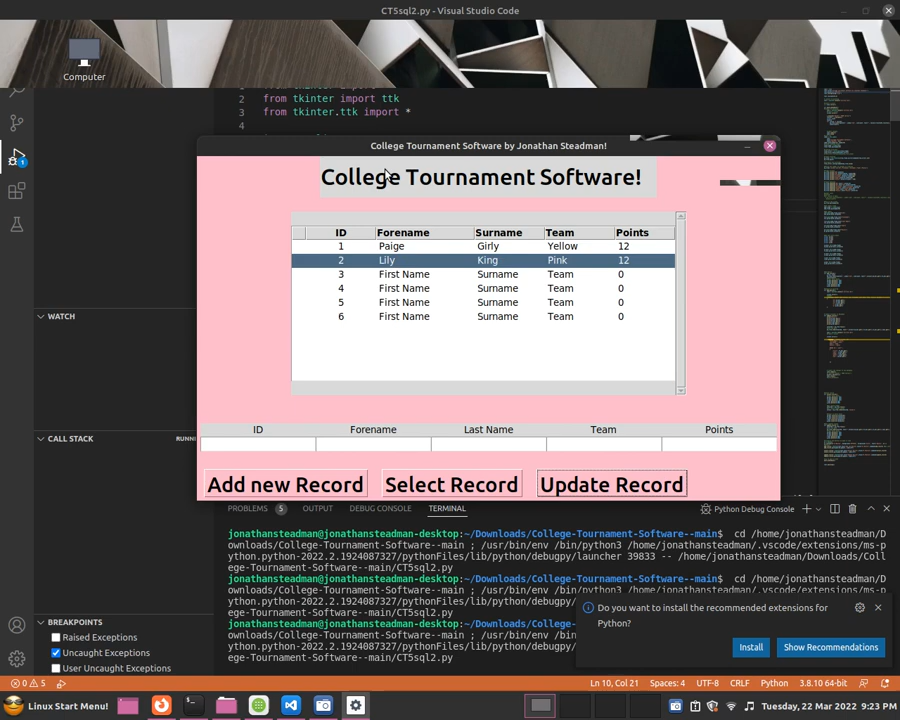 CT5sql2.py - Visual Studio Code
Computer
2 from tkinter import ttk
3 from tkinter.ttk import *
4
College Tournament Software by Jonathan Steadman!
College Tournament Software!
ID Forename Surname Team Points
1 Paige Girly Yellow 12
2 Lily King Pink 12
3 First Name Surname Team 0
4 First Name Surname Team 0
5 First Name Surname Team 0
6 First Name Surname Team 0
WATCH
CALL STACK RUNNI
ID Forename Last Name Team Points
Add new Record Select Record Update Record
PROBLEMS 5 OUTPUT DEBUG CONSOLE TERMINAL Python Debug Console
jonathansteadman@jonathansteadman-desktop:~/Downloads/College-Tournament-Software--main$ cd /home/jonathansteadman/D
ownloads/College-Tournament-Software--main ; /usr/bin/env /bin/python3 /home/jonathansteadman/.vscode/extensions/ms-p
ython.python-2022.2.1924087327/pythonFiles/lib/python/debugpy/launcher 39833 -- /home/jonathansteadman/Downloads/Coll
ege-Tournament-Software--main/CT5sql2.py
jonathansteadman@jonathansteadman-desktop:~/Downloads/College-Tournament-Software--main$ cd /home/jonathansteadman/D
ownloads/College-Tournament-Software--main ; /usr/bin/env
ython.python-2022.2.1924087327/pythonFiles/lib/python/debugpy/
ege-Tournament-Software--main/CT5sql2.py
jonathansteadman@jonathansteadman-desktop:~/Downloads/College-
ownloads/College-Tournament-Software--main ; /usr/bin/env /bin
ython.python-2022.2.1924087327/pythonFiles/lib/python/debugpy/
ege-Tournament-Software--main/CT5sql2.py
Do you want to install the recommended extensions for
Python?
Install Show Recommendations
BREAKPOINTS
Raised Exceptions
Uncaught Exceptions
User Uncaught Exceptions
0 5 Ln 10, Col 21 Spaces: 4 UTF-8 CRLF Python 3.8.10 64-bit
Linux Start Menu! Tuesday, 22 Mar 2022 9:23 PM